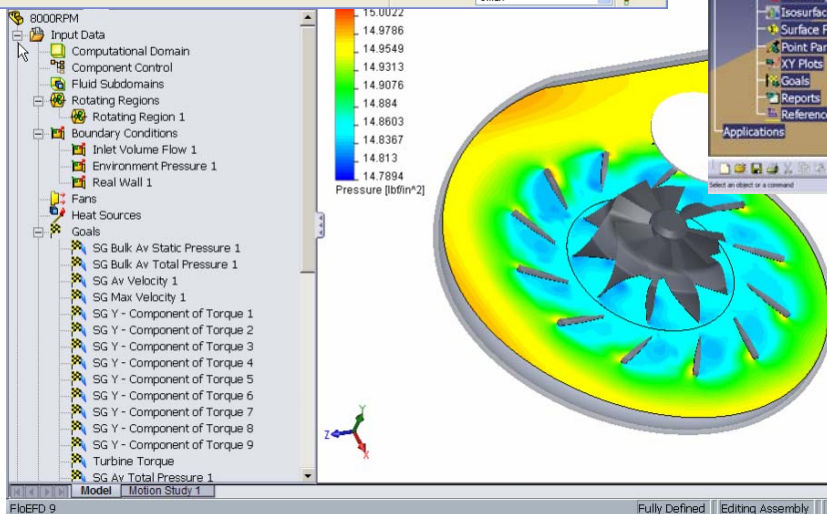 8000RPM
Input Data
Computational Domain
Component Control
Fluid Subdomains
Rotating Regions
Rotating Region 1
Boundary Conditions
Inlet Volume Flow 1
Environment Pressure 1
Real Wall 1
Fans
Heat Sources
Goals
SG Bulk Av Static Pressure 1
SG Bulk Av Total Pressure 1
SG Av Velocity 1
SG Max Velocity 1
SG Y - Component of Torque 1
SG Y - Component of Torque 2
SG Y - Component of Torque 3
SG Y - Component of Torque 4
SG Y - Component of Torque 5
SG Y - Component of Torque 6
SG Y - Component of Torque 7
SG Y - Component of Torque 8
SG Y - Component of Torque 9
Turbine Torque
SG Av Total Pressure 1
Model Motion Study 1
FloEFD 9
15.0022
14.9786
14.9549
14.9313
14.9076
14.884
14.8603
14.8367
14.813
14.7894
Pressure [lbf/in^2]
Y
Z
X
Isosurfac
Surface P
Point Par
XY Plots
Goals
Reports
Reference
Applications
Select an object or a command
Fully Defined Editing Assembly